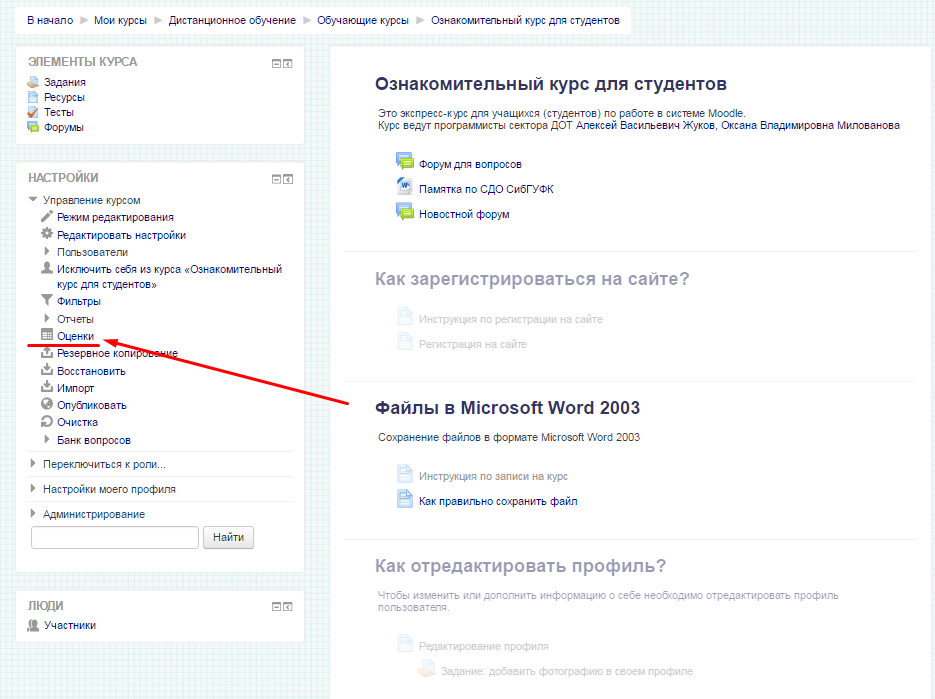 В начало ► Мои курсы ► Дистанционное обучение ► Обучающие курсы ► Ознакомительный курс для студентов
ЭЛЕМЕНТЫ КУРСА
Задания
Ресурсы
Тесты
Форумы
НАСТРОЙКИ
Управление курсом
Режим редактирования
Редактировать настройки
Пользователи
Исключить себя из курса «Ознакомительный
курс для студентов»
Фильтры
Отчеты
Оценки
Резервное копирование
Восстановить
Импорт
Опубликовать
Очистка
Банк вопросов
Переключиться к роли...
Настройки моего профиля
Администрирование
Найти
ЛЮДИ
Участники
Ознакомительный курс для студентов
Это экспресс-курс для учащихся (студентов) по работе в системе Moodle.
Курс ведут программисты сектора ДОТ Алексей Васильевич Жуков, Оксана Владимировна Милованова
Форум для вопросов
Памятка по СДО СибГУФК
Новостной форум
Как зарегистрироваться на сайте?
Инструкция по регистрации на сайте
Регистрация на сайте
Файлы в Microsoft Word 2003
Сохранение файлов в формате Microsoft Word 2003
Инструкция по записи на курс
Как правильно сохранить файл
Как отредактировать профиль?
Чтобы изменить или дополнить информацию о себе необходимо отредактировать профиль
пользователя.
Редактирование профиля
Задание: добавить фотографию в своем профиле